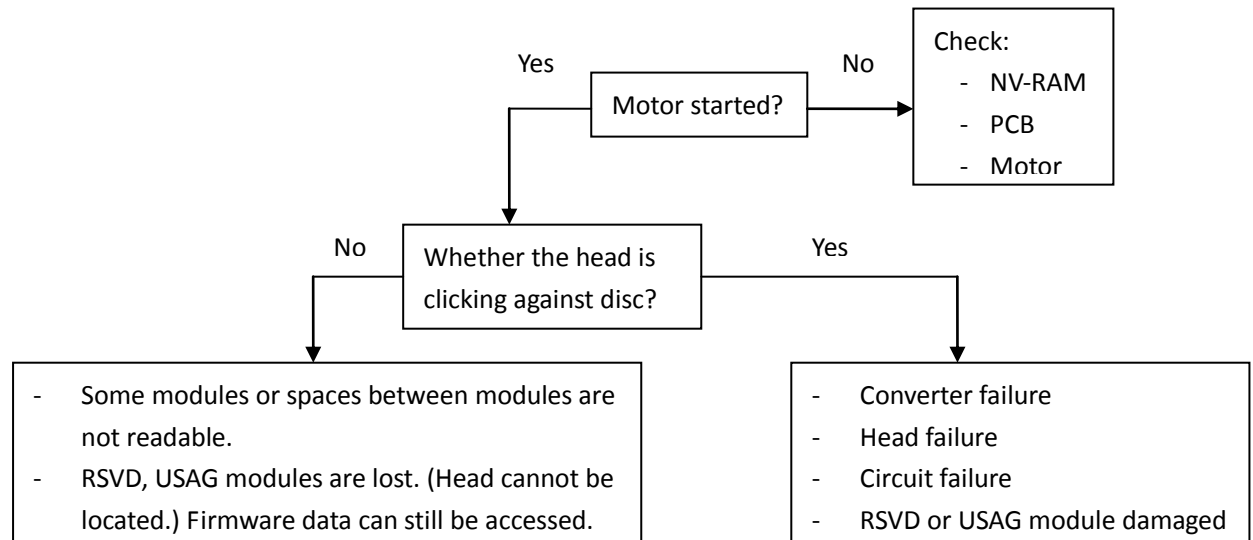 Yes
No
Motor started?
Check:
- NV-RAM
- PCB
- Motor
No
Yes
Whether the head is
clicking against disc?
- Some modules or spaces between modules are
not readable.
- RSVD, USAG modules are lost. (Head cannot be
located.) Firmware data can still be accessed.
- Converter failure
- Head failure
- Circuit failure
- RSVD or USAG module damaged